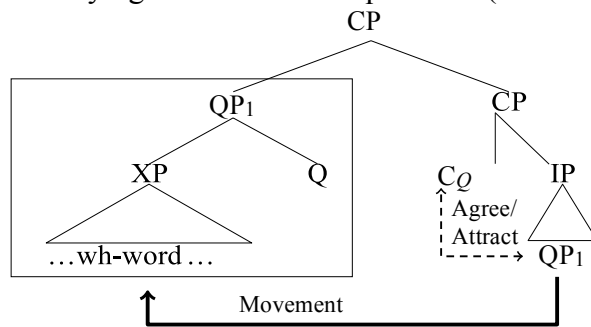 CP
QP1 CP
XP Q CQ IP
Agree/
Attract
…wh-word … QP1
Movement